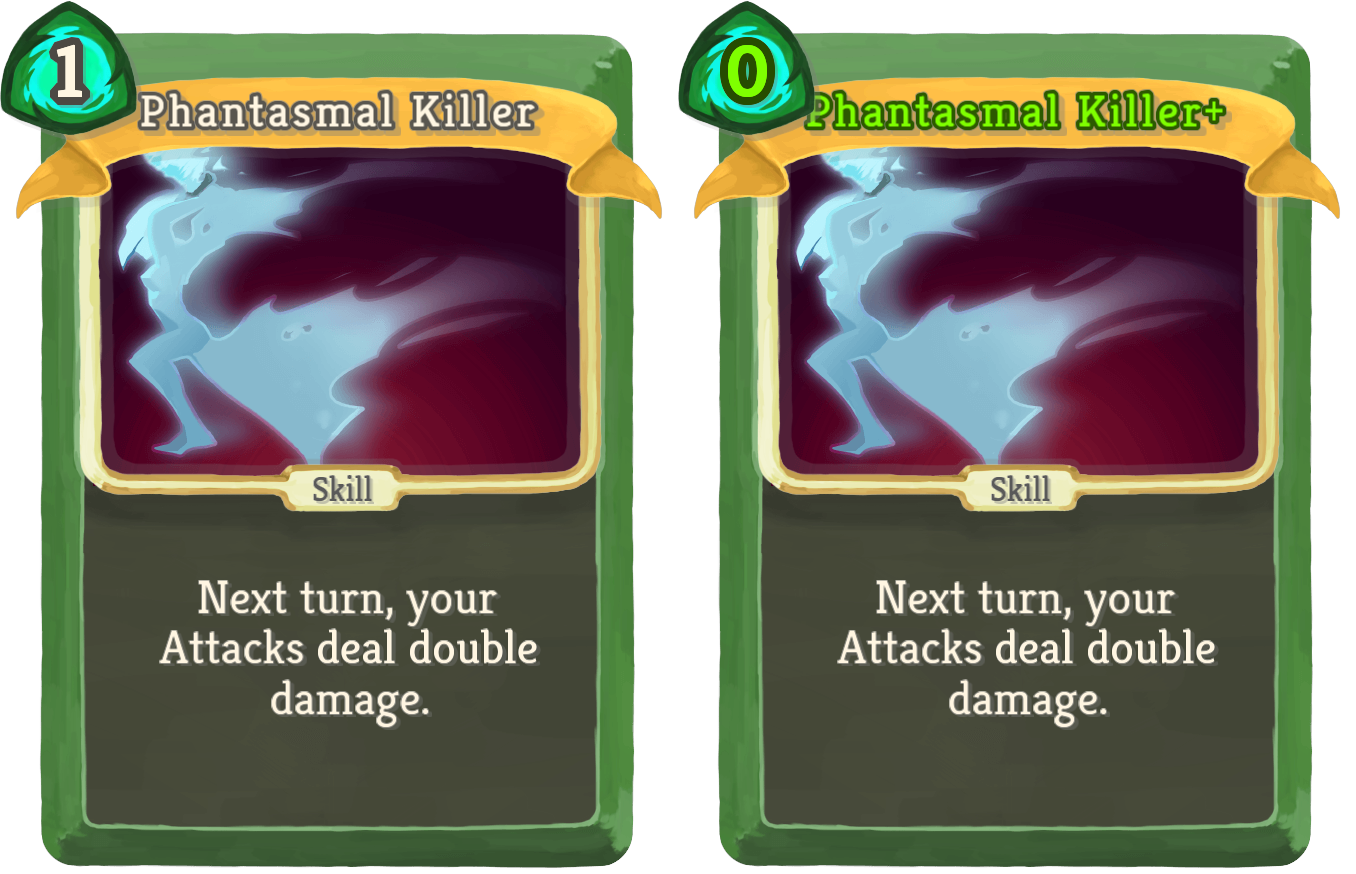 1
Phantasmal Killer
Skill
Next turn, your
Attacks deal double
damage.
0
Phantasmal Killer+
Skill
Next turn, your
Attacks deal double
damage.